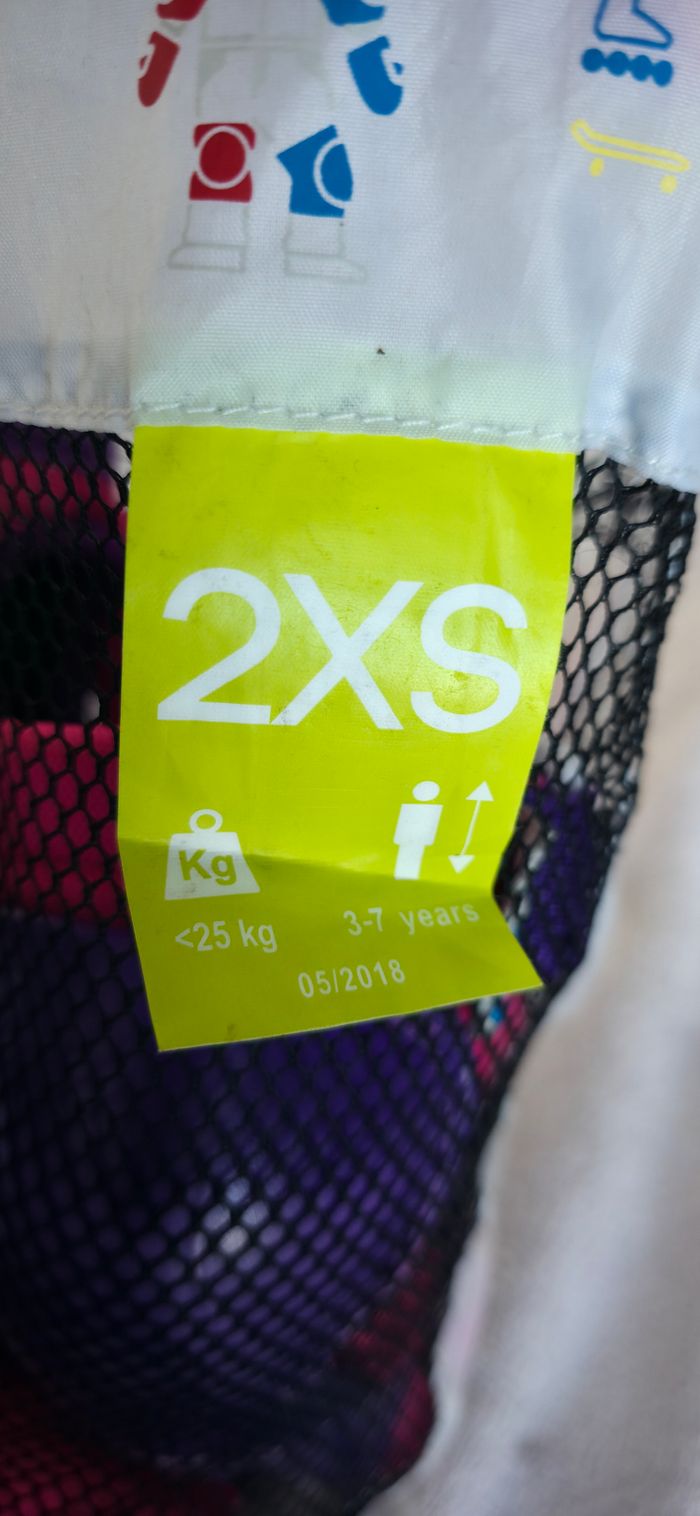 2XS
Kg
<25 kg
3-7 years
05/2018